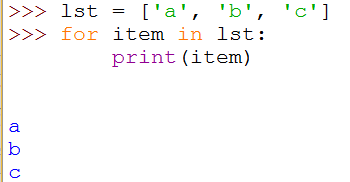 >>> lst = ['a', 'b', 'c']
>>> for item in lst:
        print(item)
a
b
c